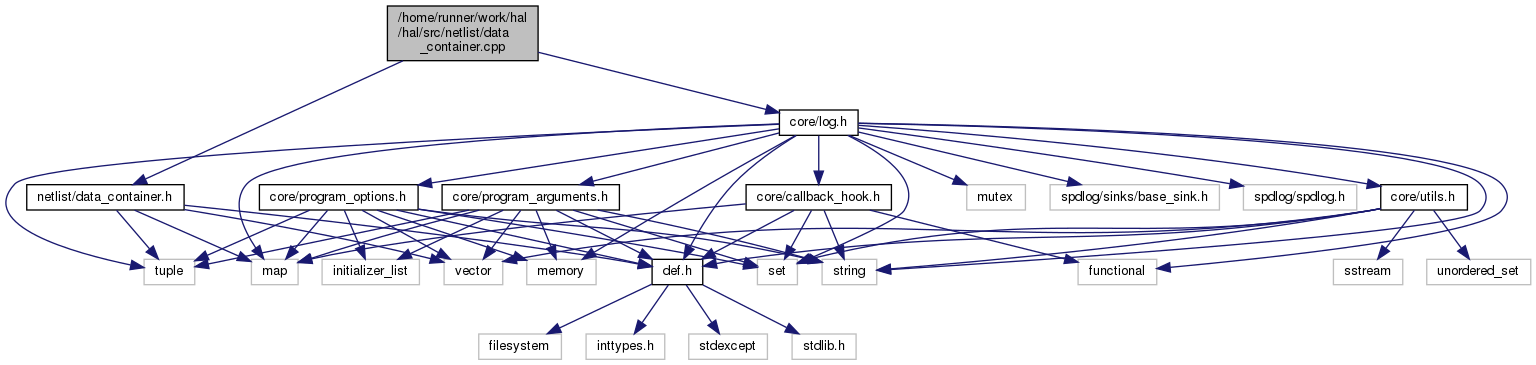 /home/runner/work/hal
/hal/src/netlist/data
_container.cpp
core/log.h
netlist/data_container.h
core/program_options.h
core/program_arguments.h
core/callback_hook.h
mutex
spdlog/sinks/base_sink.h
spdlog/spdlog.h
core/utils.h
tuple
map
initializer_list
vector
memory
def.h
set
string
functional
sstream
unordered_set
filesystem
inttypes.h
stdexcept
stdlib.h